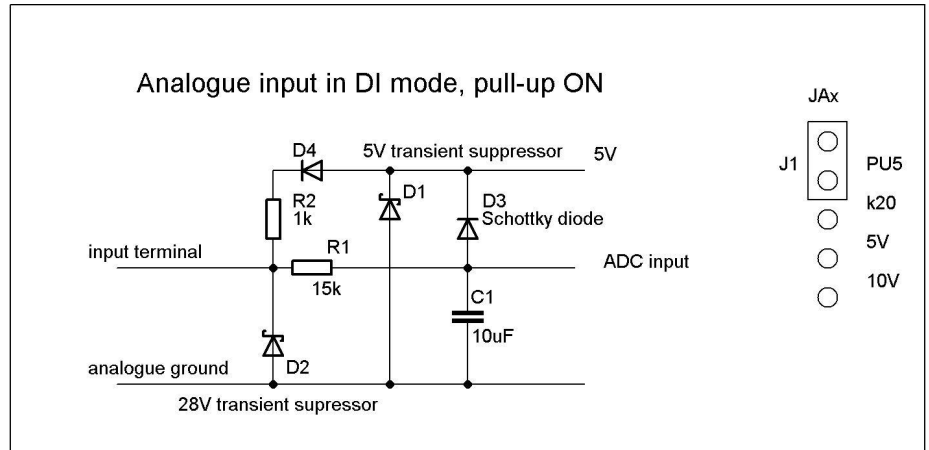 Analogue input in DI mode, pull-up ON
JAx
D4
5V transient suppressor
5V
J1
PU5
R2
1k
D1
D3
Schottky diode
k20
5V
input terminal
R1
15k
ADC input
10V
C1
10uF
analogue ground
D2
28V transient supressor